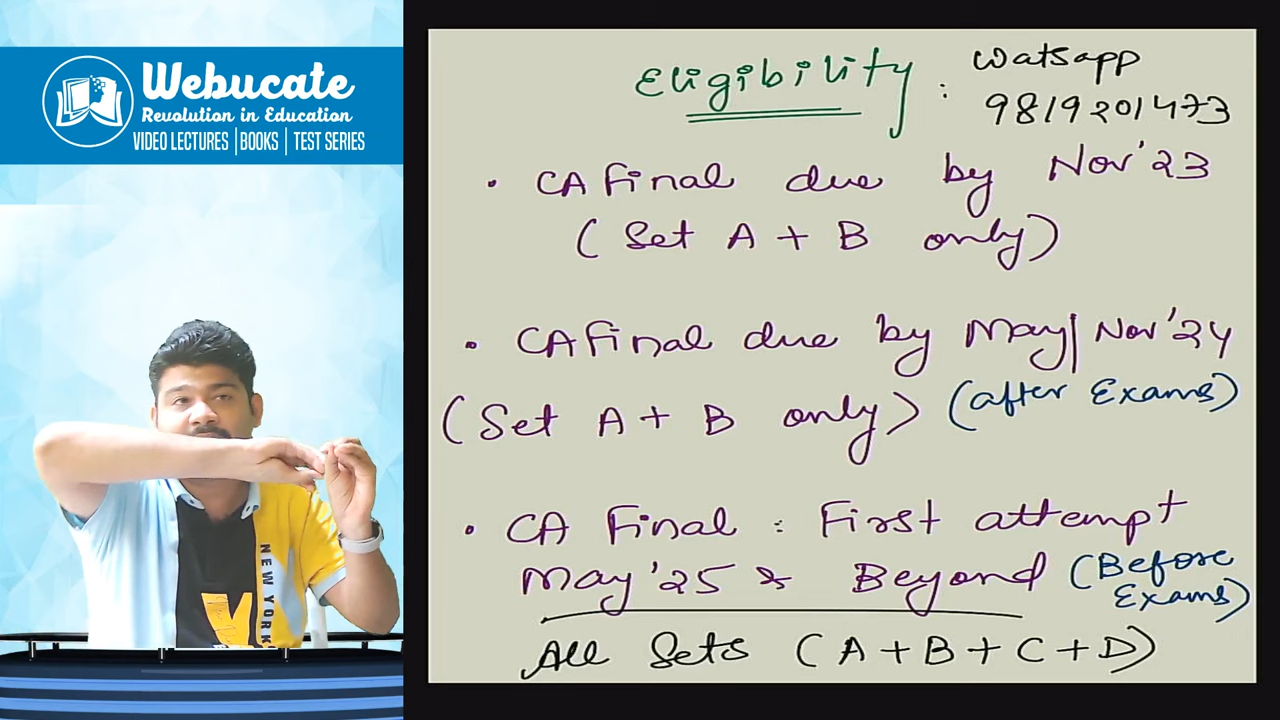 Webucate
Revolution in Education
VIDEO LECTURES | BOOKS | TEST SERIES
NEW YORK
Eligibility : Watsapp
9819201473
• CA Final due by Nov'23
(Set A + B only)
• CA Final due by May|Nov'24
(Set A + B only) (after Exams)
• CA Final : First attempt
May '25 & Beyond (Before
Exams)
All Sets (A+B+C+D)